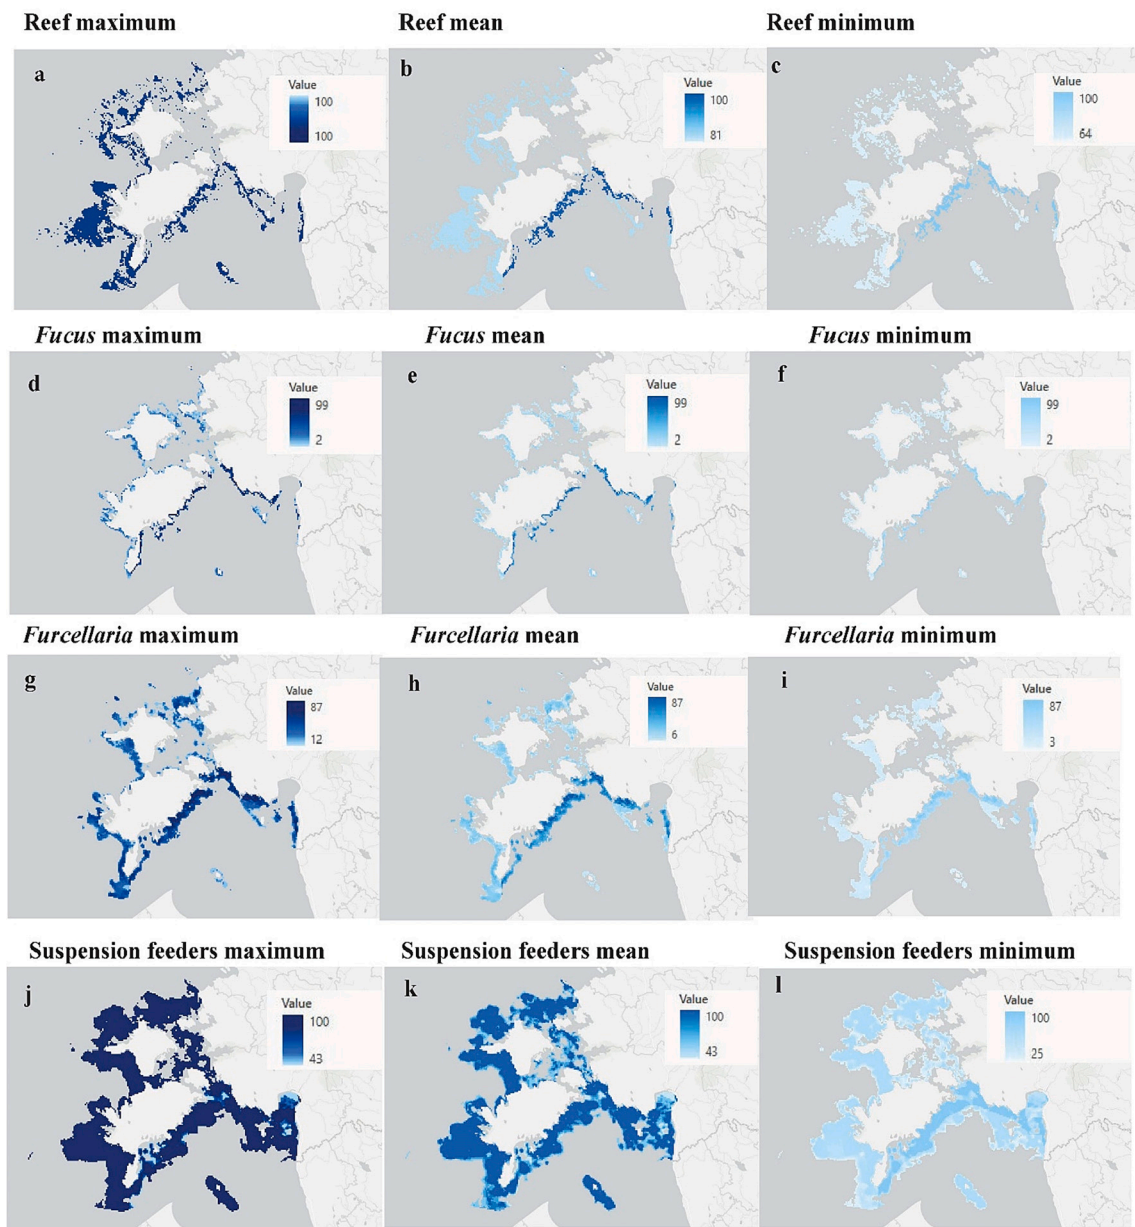 Reef maximum
Reef mean
Reef minimum
a
Value
100
100
b
Value
100
81
c
Value
100
64
Fucus maximum
Fucus mean
Fucus minimum
d
Value
99
2
e
Value
99
2
f
Value
99
2
Furcellaria maximum
Furcellaria mean
Furcellaria minimum
g
Value
87
12
h
Value
87
6
i
Value
87
3
Suspension feeders maximum
Suspension feeders mean
Suspension feeders minimum
j
Value
100
43
k
Value
100
43
l
Value
100
25